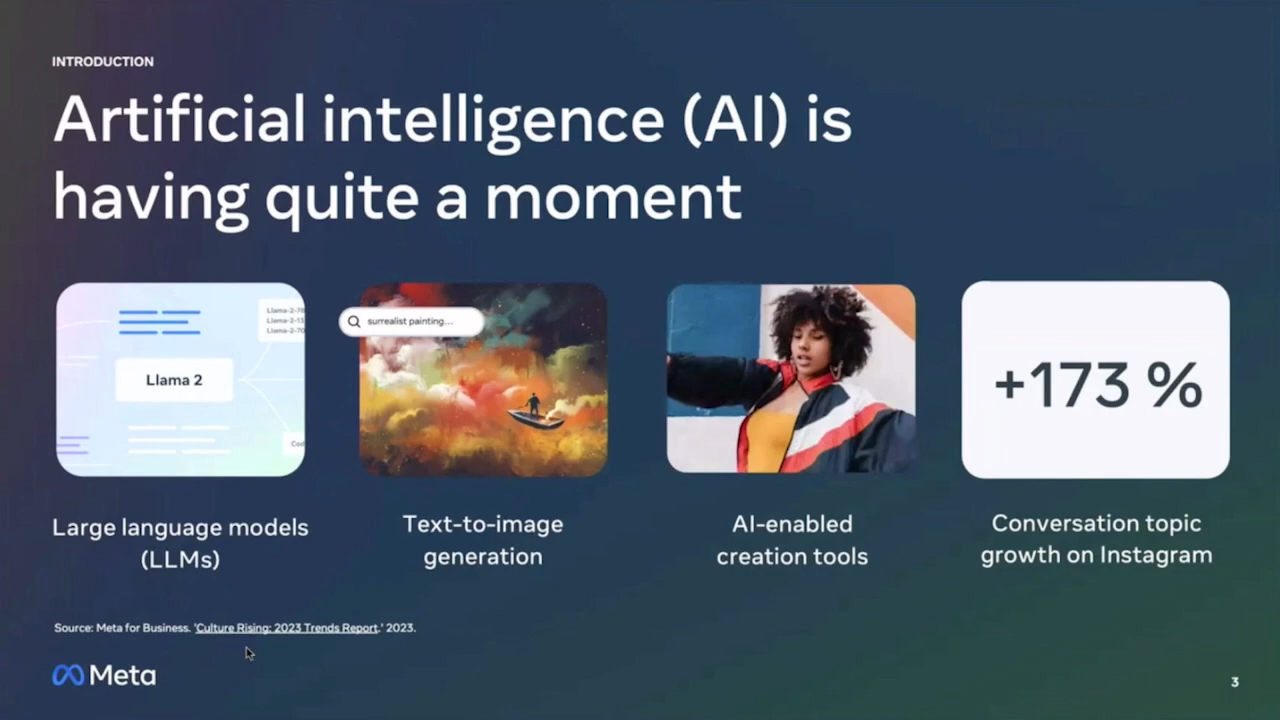 INTRODUCTION
Artificial intelligence (AI) is
having quite a moment
Llama 2
surrealist painting...
+173 %
Large language models
(LLMs)
Text-to-image
generation
AI-enabled
creation tools
Conversation topic
growth on Instagram
Source: Meta for Business. 'Culture Rising: 2023 Trends Report.' 2023.
Meta
3